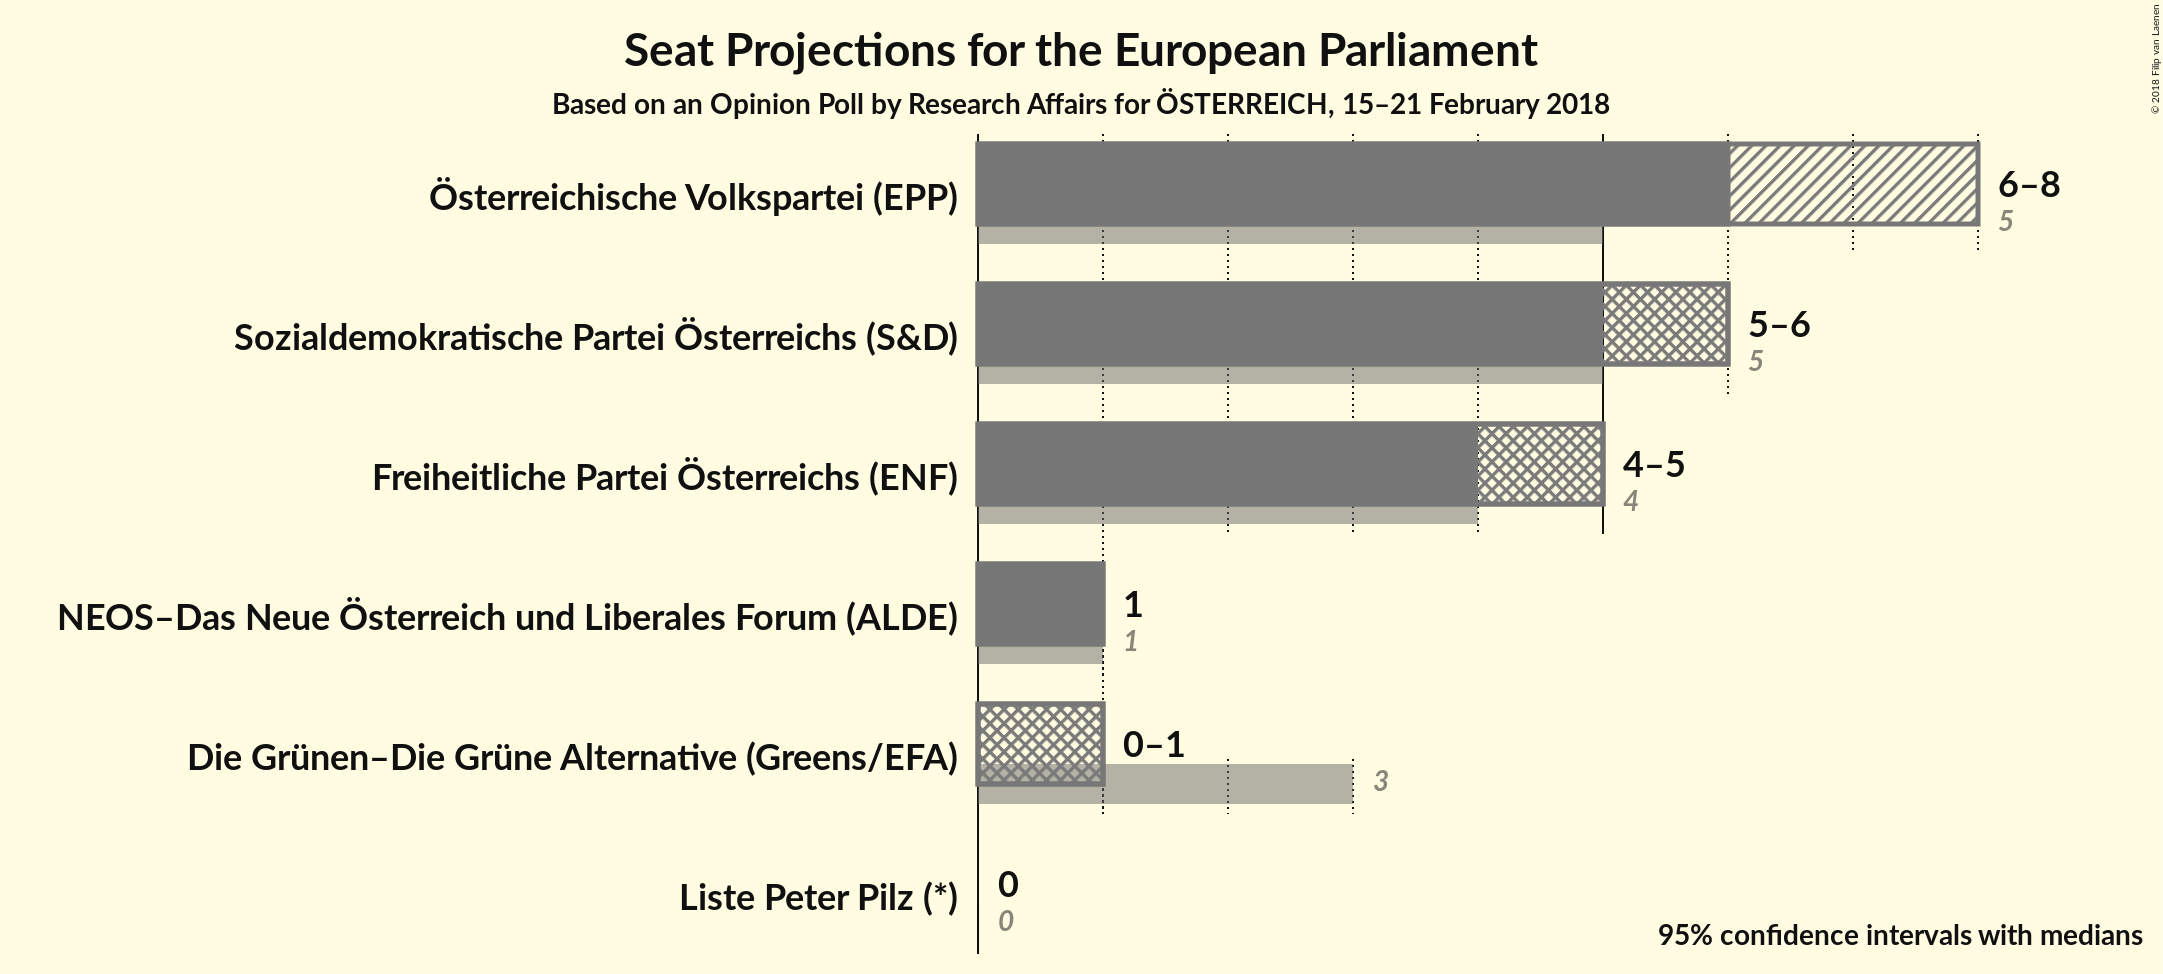 Seat Projections for the European Parliament
Based on an Opinion Poll by Research Affairs for ÖSTERREICH, 15–21 February 2018
© 2018 Filip van Laenen
Österreichische Volkspartei (EPP)
6–8
5
Sozialdemokratische Partei Österreichs (S&D)
5–6
5
Freiheitliche Partei Österreichs (ENF)
4–5
4
NEOS–Das Neue Österreich und Liberales Forum (ALDE)
1
1
Die Grünen–Die Grüne Alternative (Greens/EFA)
0–1
3
Liste Peter Pilz (*)
0
0
95% confidence intervals with medians